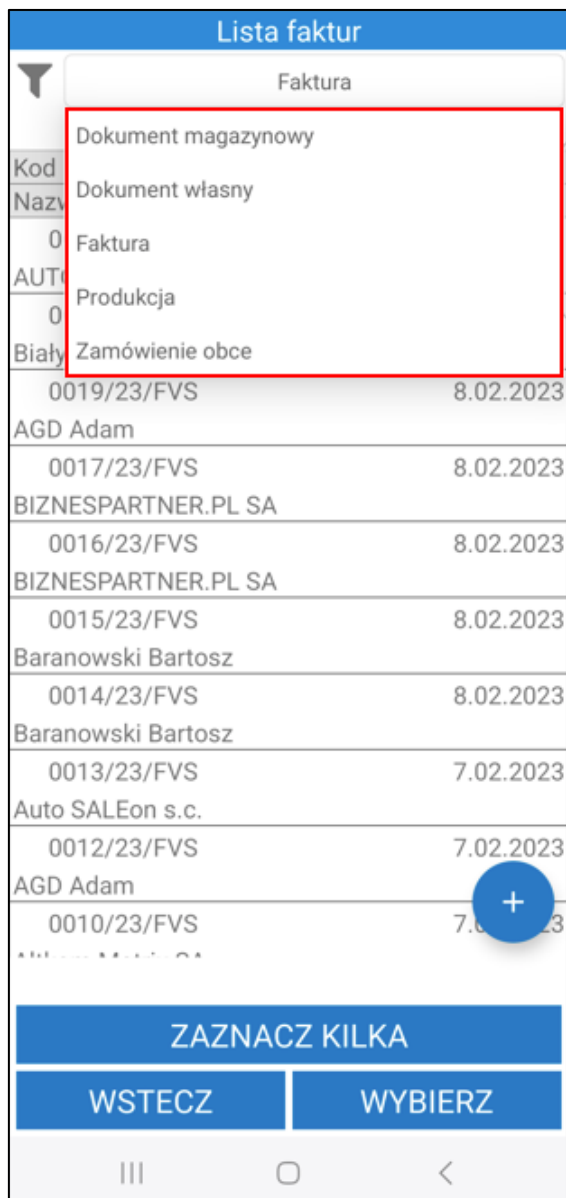 Lista faktur
Faktura
Dokument magazynowy
Kod
Dokument własny
0 Faktura
Produkcja
0
Biały Zamówienie obce
0019/23/FVS 8.02.2023
AGD Adam
0017/23/FVS 8.02.2023
BIZNESPARTNER.PL SA
0016/23/FVS 8.02.2023
BIZNESPARTNER.PL SA
0015/23/FVS 8.02.2023
Baranowski Bartosz
0014/23/FVS 8.02.2023
Baranowski Bartosz
0013/23/FVS 7.02.2023
Auto SALEon s.c.
0012/23/FVS 7.02.2023
AGD Adam
+
0010/23/FVS
ZAZNACZ KILKA
WSTECZ WYBIERZ